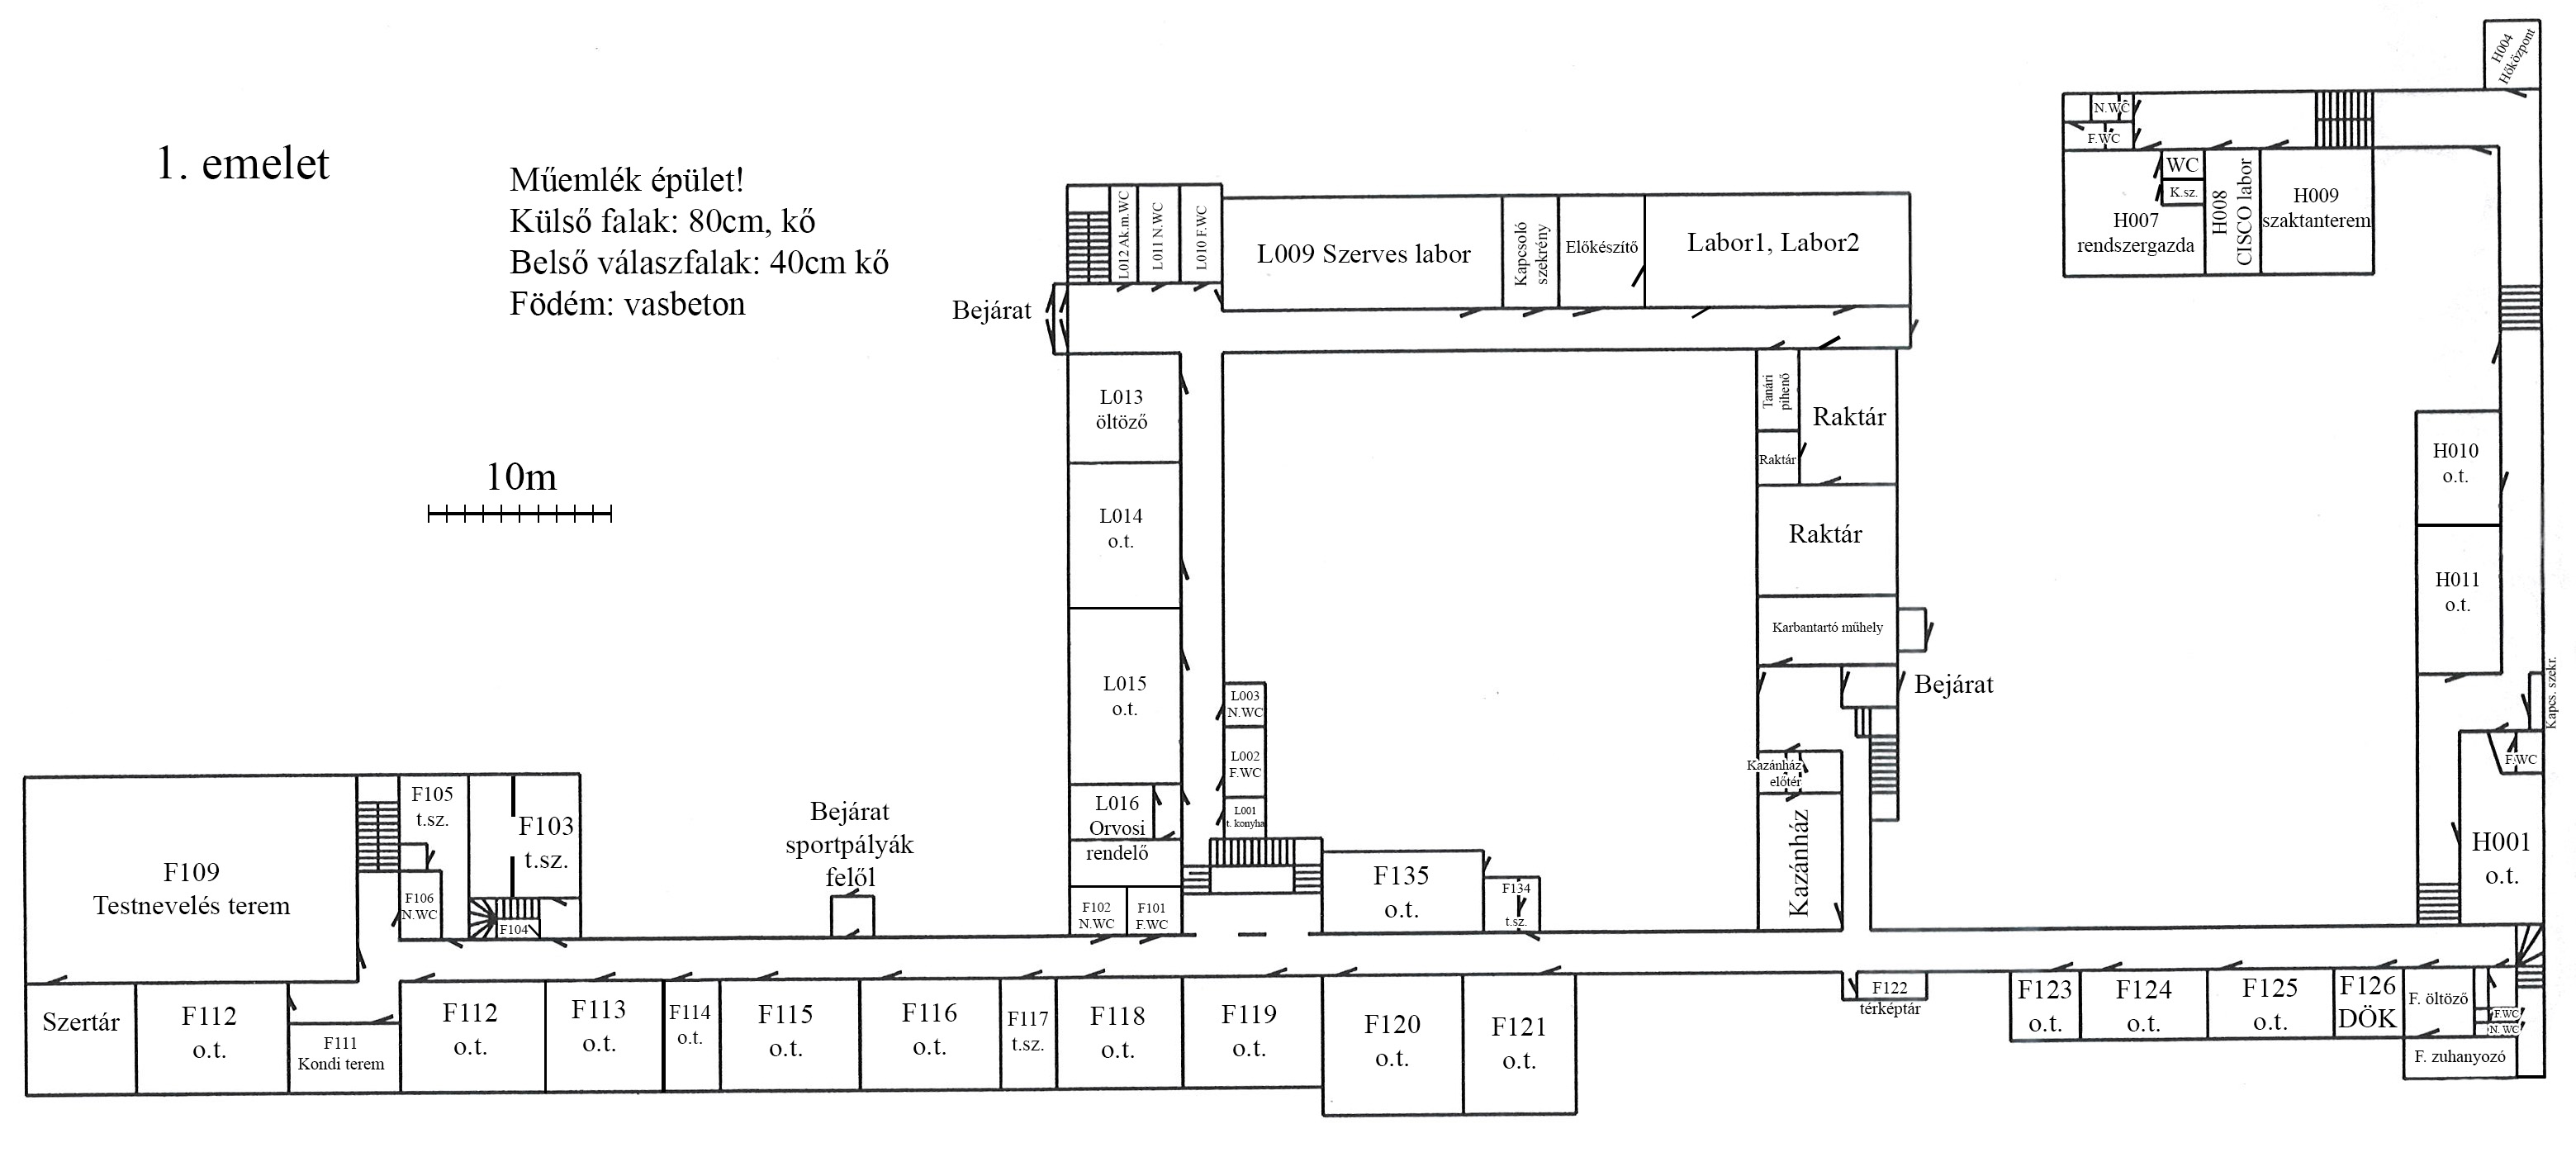 1. emelet
Műemlék épület!
Külső falak: 80cm, kő
Belső válaszfalak: 40cm kő
Födém: vasbeton
10m
Bejárat
L012 Ak.m.WC
L011 N.WC
L010 F.WC
L009 Szerves labor
Kapcsoló
szekrény
Előkészítő
Labor1, Labor2
H004
Hőközpont
N.WC
F.WC
WC
K.sz.
H007
rendszergazda
H008
CISCO labor
H009
szaktanterem
L013
öltöző
L014
o.t.
L015
o.t.
L016
Orvosi
rendelő
L003
N.WC
L002
F.WC
L001
t. konyha
Tanári
pihenő
Raktár
Raktár
Raktár
Karbantartó műhely
Bejárat
Kazánház
előtér
Kazánház
H010
o.t.
H011
o.t.
Kapcs. szekr.
F.WC
H001
o.t.
F109
Testnevelés terem
F105
t.sz.
F106
N.WC
F103
t.sz.
F104
Bejárat
sportpályák
felől
F102
N.WC
F101
F.WC
F135
o.t.
F134
t.sz.
Szertár
F112
o.t.
F111
Kondi terem
F112
o.t.
F113
o.t.
F114
o.t.
F115
o.t.
F116
o.t.
F117
t.sz.
F118
o.t.
F119
o.t.
F120
o.t.
F121
o.t.
F122
térképtár
F123
o.t.
F124
o.t.
F125
o.t.
F126
DÖK
F. öltöző
F.WC
N. WC
F. zuhanyozó